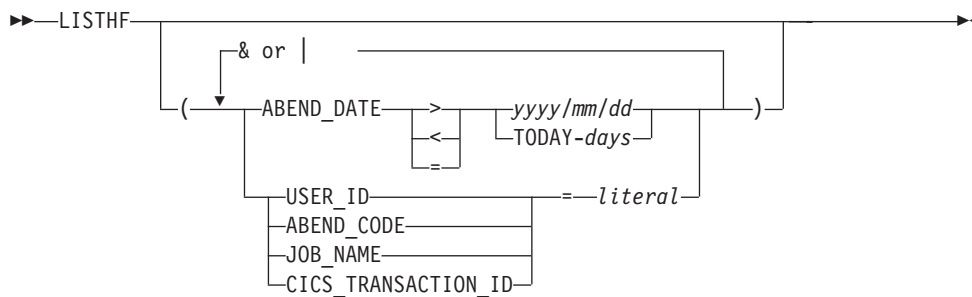 LISTHF
& or |
( ABEND_DATE > yyyy/mm/dd )
< TODAY-days
=
USER_ID = literal
ABEND_CODE
JOB_NAME
CICS_TRANSACTION_ID